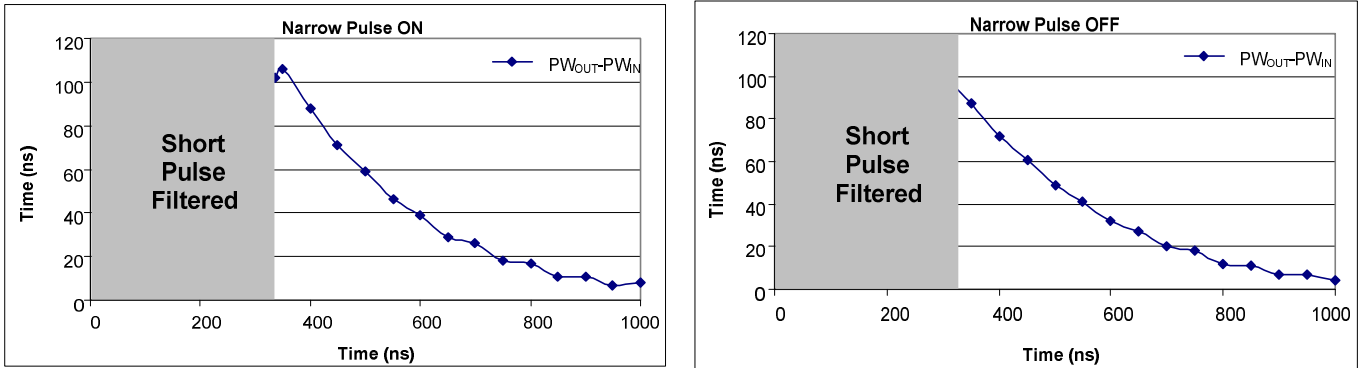 Narrow Pulse ON
120
100
80
60
40
20
0
Time (ns)
Short
Pulse
Filtered
PWOUT-PWIN
0
200
400
600
800
1000
Time (ns)
Narrow Pulse OFF
120
100
80
60
40
20
0
Time (ns)
Short
Pulse
Filtered
PWOUT-PWIN
0
200
400
600
800
1000
Time (ns)